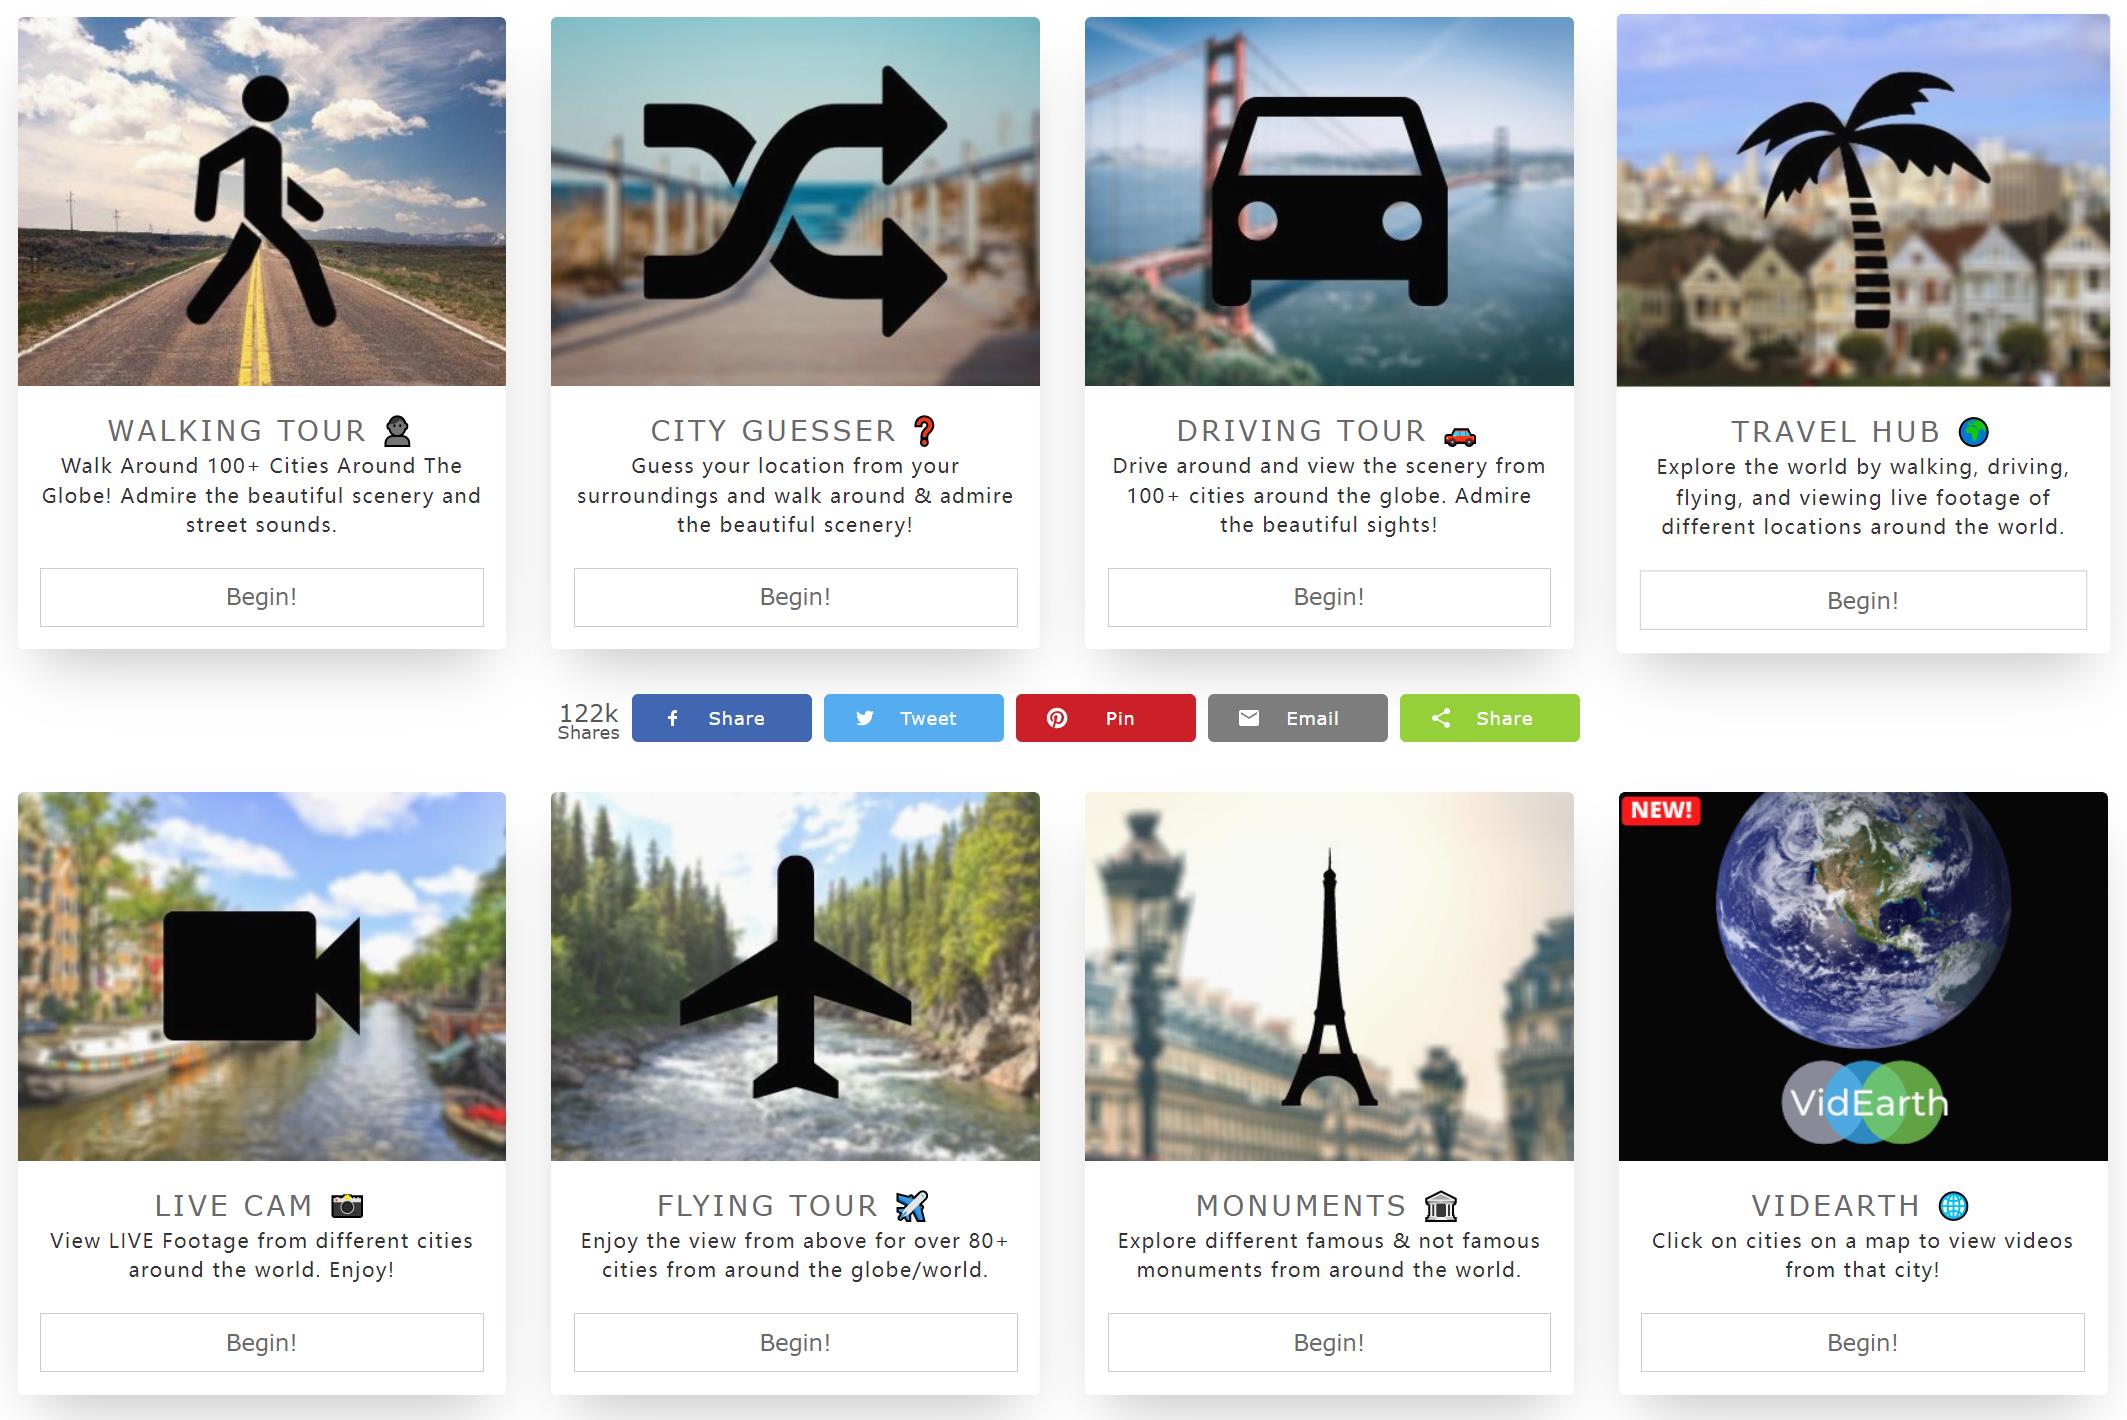 WALKING TOUR
Walk Around 100+ Cities Around The
Globe! Admire the beautiful scenery and
street sounds.
Begin!
CITY GUESSER ❓
Guess your location from your
surroundings and walk around & admire
the beautiful scenery!
Begin!
DRIVING TOUR
Drive around and view the scenery from
100+ cities around the globe. Admire
the beautiful sights!
Begin!
TRAVEL HUB
Explore the world by walking, driving,
flying, and viewing live footage of
different locations around the world.
Begin!
122k
Shares
Share
Tweet
Pin
Email
Share
LIVE CAM
View LIVE Footage from different cities
around the world. Enjoy!
Begin!
FLYING TOUR
Enjoy the view from above for over 80+
cities from around the globe/world.
Begin!
MONUMENTS
Explore different famous & not famous
monuments from around the world.
Begin!
NEW!
VidEarth
VIDEARTH
Click on cities on a map to view videos
from that city!
Begin!